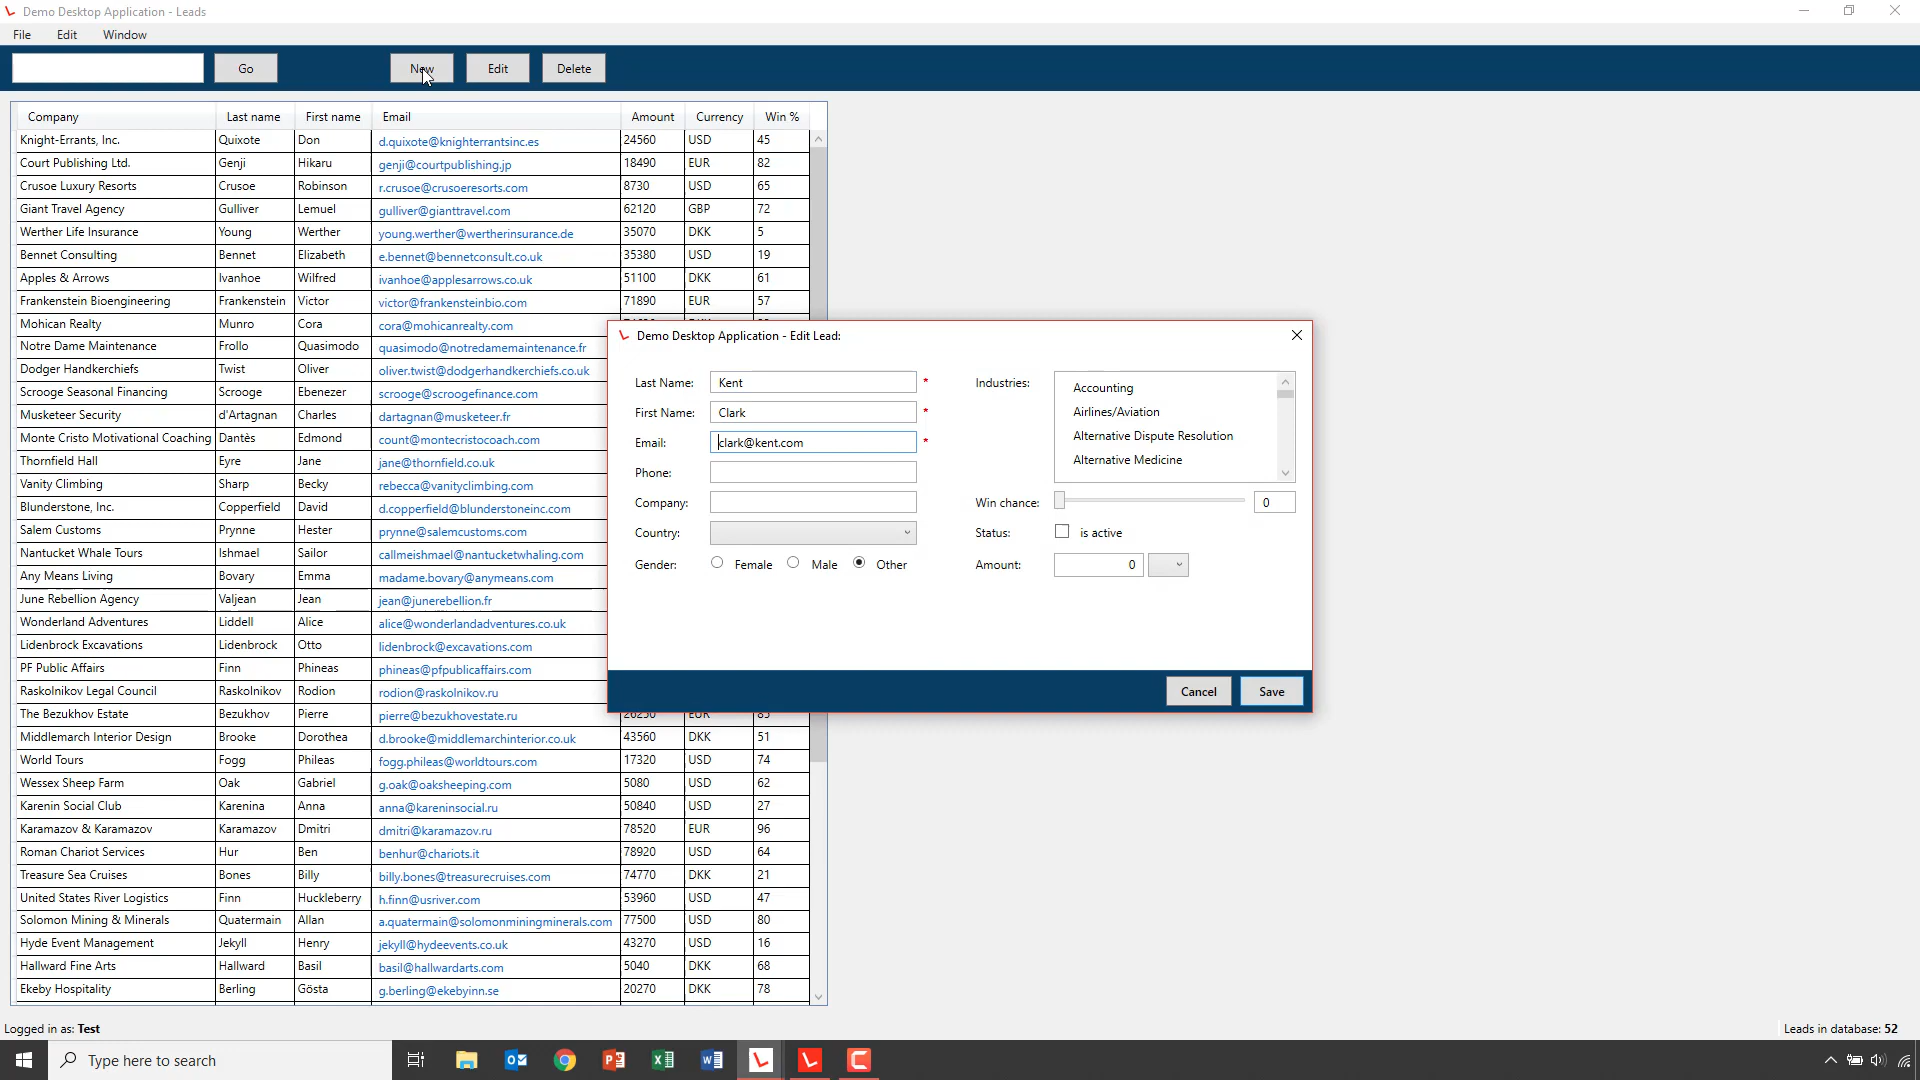 Demo Desktop Application - Leads
File Edit Window
Go New Edit Delete
Company Last name First name Email Amount Currency Win %
Knight-Errants, Inc. Quixote Don d.quixote@knighterrantsinc.es 24560 USD 45
Court Publishing Ltd. Genji Hikaru genji@courtpublishing.jp 18490 EUR 82
Crusoe Luxury Resorts Crusoe Robinson r.crusoe@crusoeresorts.com 8730 USD 65
Giant Travel Agency Gulliver Lemuel gulliver@gianttravel.com 62120 GBP 72
Werther Life Insurance Young Werther young.werther@wertherinsurance.de 35070 DKK 5
Bennet Consulting Bennet Elizabeth e.bennet@bennetconsult.co.uk 35380 USD 19
Apples & Arrows Ivanhoe Wilfred ivanhoe@applesarrows.co.uk 51100 DKK 61
Frankenstein Bioengineering Frankenstein Victor victor@frankensteinbio.com 71890 EUR 57
Mohican Realty Munro Cora cora@mohicanrealty.com
Notre Dame Maintenance Frollo Quasimodo quasimodo@notredamemaintenance.fr
Dodger Handkerchiefs Twist Oliver oliver.twist@dodgerhandkerchiefs.co.uk
Scrooge Seasonal Financing Scrooge Ebenezer scrooge@scroogefinance.com
Musketeer Security d'Artagnan Charles dartagnan@musketeer.fr
Monte Cristo Motivational Coaching Dantès Edmond count@montecristocoach.com
Thornfield Hall Eyre Jane jane@thornfield.co.uk
Vanity Climbing Sharp Becky rebecca@vanityclimbing.com
Blunderstone, Inc. Copperfield David d.copperfield@blunderstoneinc.com
Salem Customs Prynne Hester prynne@salemcustoms.com
Nantucket Whale Tours Ishmael Sailor callmeishmael@nantucketwhaling.com
Any Means Living Bovary Emma madame.bovary@anymeans.com
June Rebellion Agency Valjean Jean jean@junerebellion.fr
Wonderland Adventures Liddell Alice alice@wonderlandadventures.co.uk
Lidenbrock Excavations Lidenbrock Otto lidenbrock@excavations.com
PF Public Affairs Finn Phineas phineas@pfpublicaffairs.com
Raskolnikov Legal Council Raskolnikov Rodion rodion@raskolnikov.ru
The Bezukhov Estate Bezukhov Pierre pierre@bezukhovestate.ru 26250 EUR 85
Middlemarch Interior Design Brooke Dorothea d.brooke@middlemarchinterior.co.uk 43560 DKK 51
World Tours Fogg Phileas fogg.phileas@worldtours.com 17320 USD 74
Wessex Sheep Farm Oak Gabriel g.oak@oaksheeping.com 5080 USD 62
Karenin Social Club Karenina Anna anna@kareninsocial.ru 50840 USD 27
Karamazov & Karamazov Karamazov Dmitri dmitri@karamazov.ru 78520 EUR 96
Roman Chariot Services Hur Ben benhur@chariots.it 78920 USD 64
Treasure Sea Cruises Bones Billy billy.bones@treasurecruises.com 74770 DKK 21
United States River Logistics Finn Huckleberry h.finn@usriver.com 53960 USD 47
Solomon Mining & Minerals Quatermain Allan a.quatermain@solomonminingminerals.com 77500 USD 80
Hyde Event Management Jekyll Henry jekyll@hydeevents.co.uk 43270 USD 16
Hallward Fine Arts Hallward Basil basil@hallwardarts.com 5040 DKK 68
Ekeby Hospitality Berling Gösta g.berling@ekebyinn.se 20270 DKK 78
Demo Desktop Application - Edit Lead:
Last Name: Kent *
First Name: Clark *
Email: clark@kent.com *
Phone:
Company:
Country:
Gender: Female Male Other
Industries: Accounting
Airlines/Aviation
Alternative Dispute Resolution
Alternative Medicine
Win chance: 0
Status: is active
Amount: 0
Cancel Save
Logged in as: Test Leads in database: 52
Type here to search